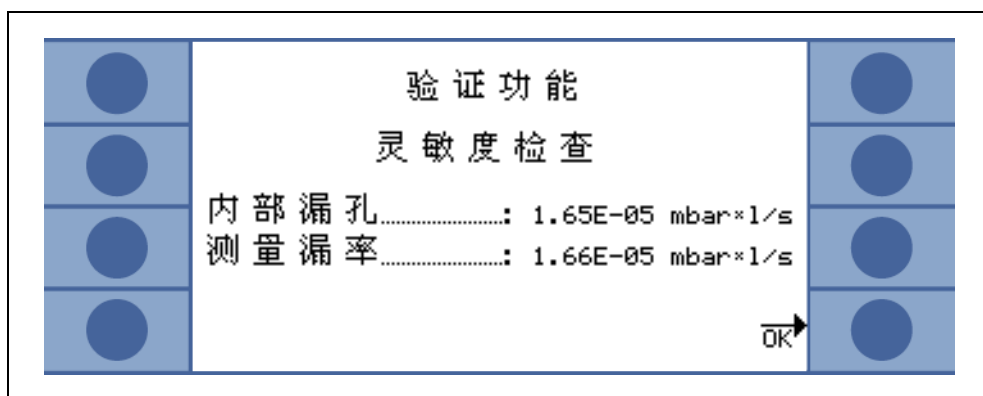 验证功能
灵敏度检查
内部漏孔......................: 1.65E-05 mbar*l/s
测量漏率......................: 1.66E-05 mbar*l/s
OK